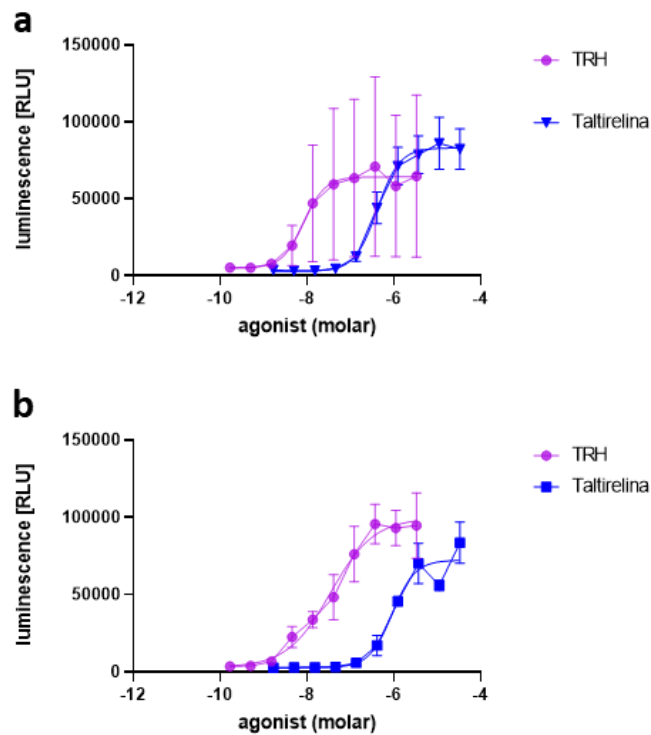 a
150000
100000
50000
0
luminescence [RLU]
-12 -10 -8 -6 -4
agonist (molar)
TRH
Taltirelina
b
150000
100000
50000
0
luminescence [RLU]
-12 -10 -8 -6 -4
agonist (molar)
TRH
Taltirelina